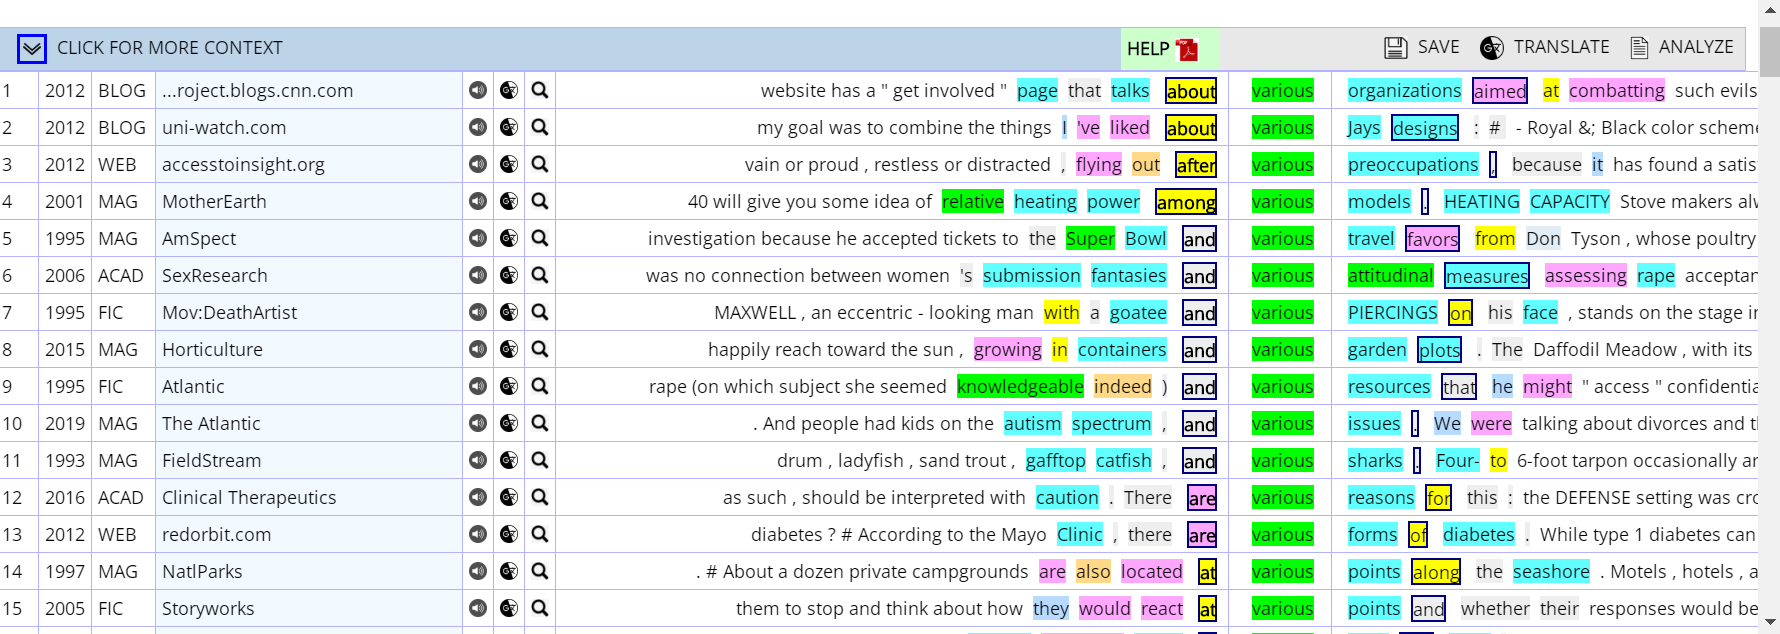 CLICK FOR MORE CONTEXT HELP SAVE TRANSLATE ANALYZE
1 2012 BLOG ...roject.blogs.cnn.com website has a " get involved " page that talks about various organizations aimed at combatting such evils
2 2012 BLOG uni-watch.com my goal was to combine the things I 've liked about various Jays designs : # - Royal &; Black color scheme
3 2012 WEB accesstoinsight.org vain or proud , restless or distracted , flying out after various preoccupations , because it has found a satis
4 2001 MAG MotherEarth 40 will give you some idea of relative heating power among various models . HEATING CAPACITY Stove makers alw
5 1995 MAG AmSpect investigation because he accepted tickets to the Super Bowl and various travel favors from Don Tyson , whose poultry
6 2006 ACAD SexResearch was no connection between women 's submission fantasies and various attitudinal measures assessing rape acceptan
7 1995 FIC Mov:DeathArtist MAXWELL , an eccentric - looking man with a goatee and various PIERCINGS on his face , stands on the stage in
8 2015 MAG Horticulture happily reach toward the sun , growing in containers and various garden plots . The Daffodil Meadow , with its
9 1995 FIC Atlantic rape (on which subject she seemed knowledgeable indeed ) and various resources that he might " access " confidentia
10 2019 MAG The Atlantic . And people had kids on the autism spectrum , and various issues . We were talking about divorces and t
11 1993 MAG FieldStream drum , ladyfish , sand trout , gafftop catfish , and various sharks . Four- to 6-foot tarpon occasionally ar
12 2016 ACAD Clinical Therapeutics as such , should be interpreted with caution . There are various reasons for this : the DEFENSE setting was cro
13 2012 WEB redorbit.com diabetes ? # According to the Mayo Clinic , there are various forms of diabetes . While type 1 diabetes can
14 1997 MAG NatlParks . # About a dozen private campgrounds are also located at various points along the seashore . Motels , hotels , a
15 2005 FIC Storyworks them to stop and think about how they would react at various points and whether their responses would be